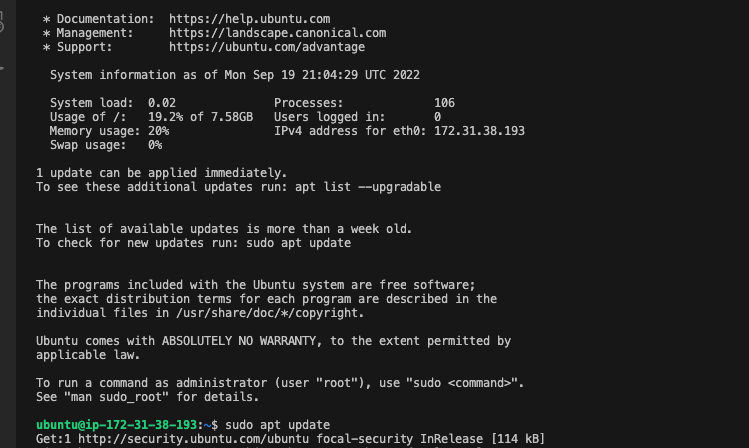 * Documentation:  https://help.ubuntu.com
* Management:     https://landscape.canonical.com
* Support:        https://ubuntu.com/advantage
System information as of Mon Sep 19 21:04:29 UTC 2022
System load:  0.02              Processes:             106
Usage of /:   19.2% of 7.58GB   Users logged in:       0
Memory usage: 20%               IPv4 address for eth0: 172.31.38.193
Swap usage:   0%
1 update can be applied immediately.
To see these additional updates run: apt list --upgradable
The list of available updates is more than a week old.
To check for new updates run: sudo apt update
The programs included with the Ubuntu system are free software;
the exact distribution terms for each program are described in the
individual files in /usr/share/doc/*/copyright.
Ubuntu comes with ABSOLUTELY NO WARRANTY, to the extent permitted by
applicable law.
To run a command as administrator (user "root"), use "sudo <command>".
See "man sudo_root" for details.
ubuntu@ip-172-31-38-193:~$ sudo apt update
Get:1 http://security.ubuntu.com/ubuntu focal-security InRelease [114 kB]